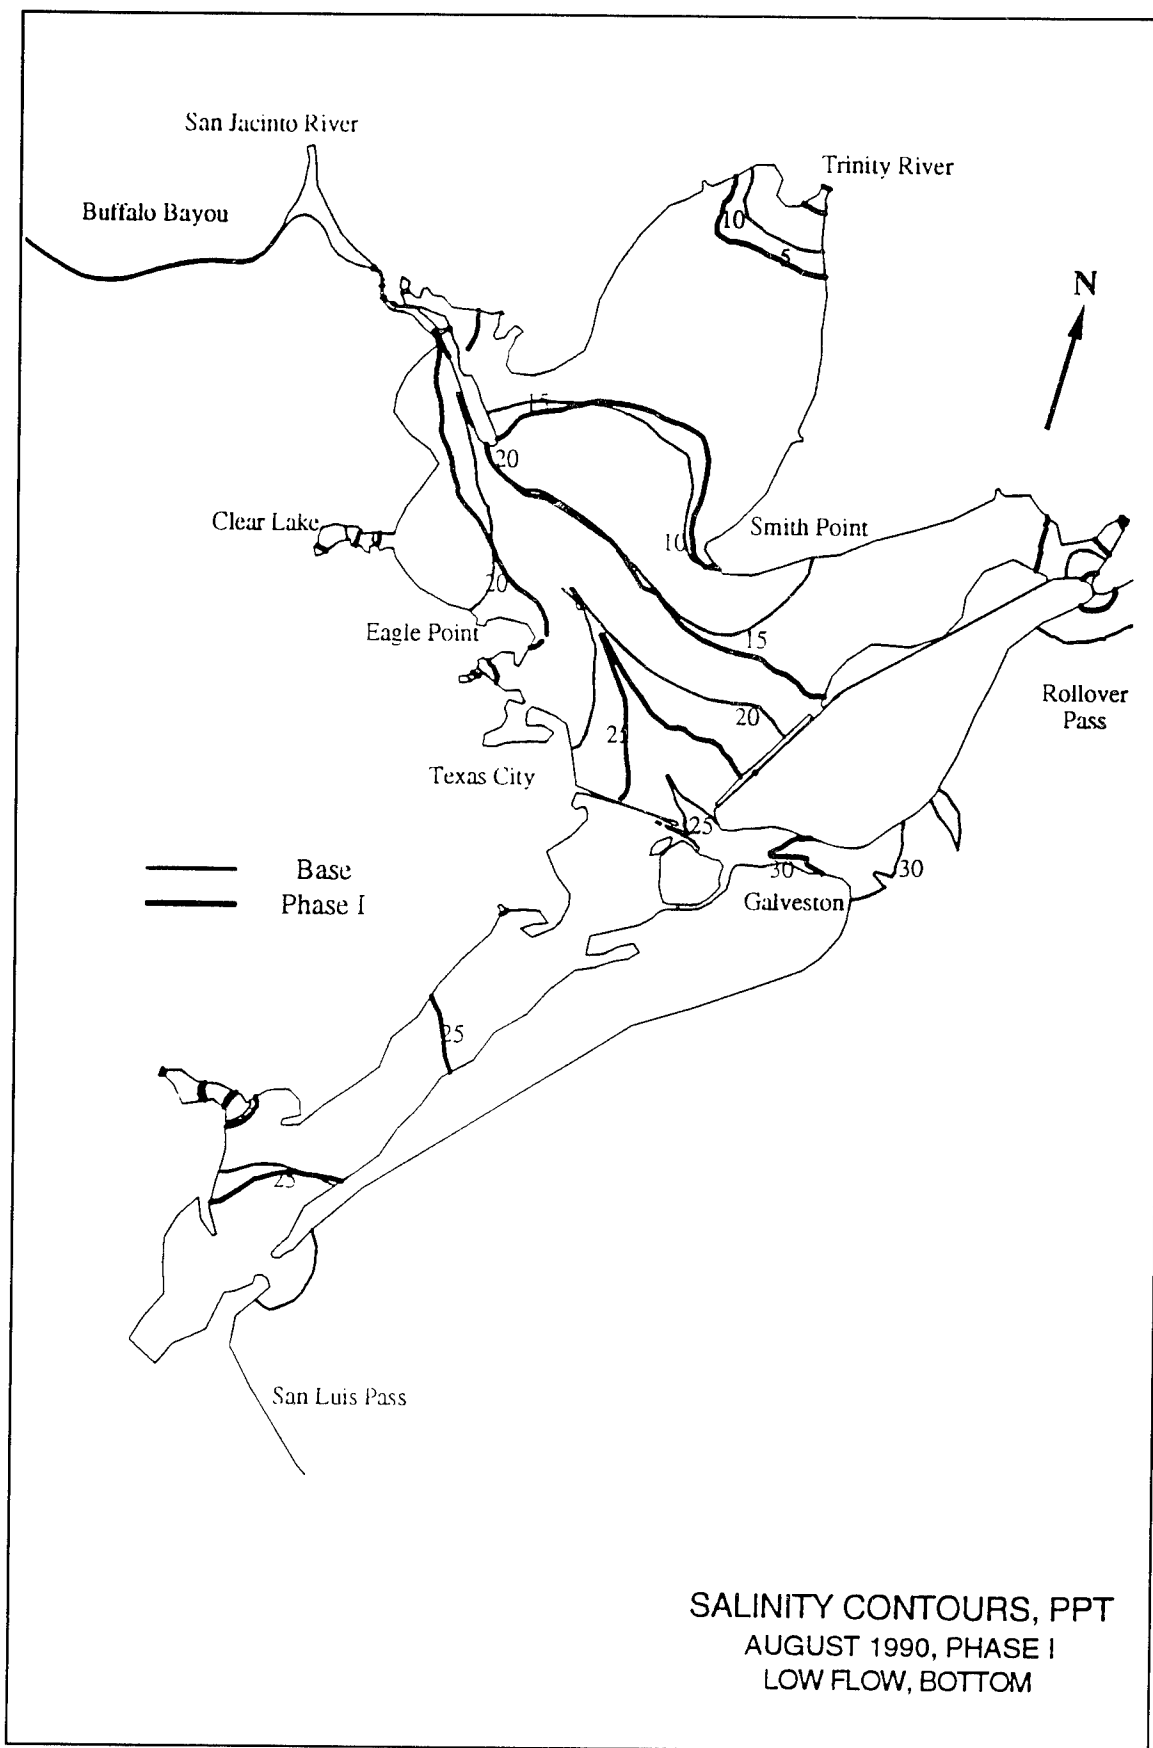 San Jacinto River
Trinity River
Buffalo Bayou
10
5
N
15
20
Clear Lake
Smith Point
10
20
Eagle Point
15
Rollover
Pass
20
25
Texas City
25
30
30
Base
Phase I
Galveston
25
25
San Luis Pass
SALINITY CONTOURS, PPT
AUGUST 1990, PHASE I
LOW FLOW, BOTTOM